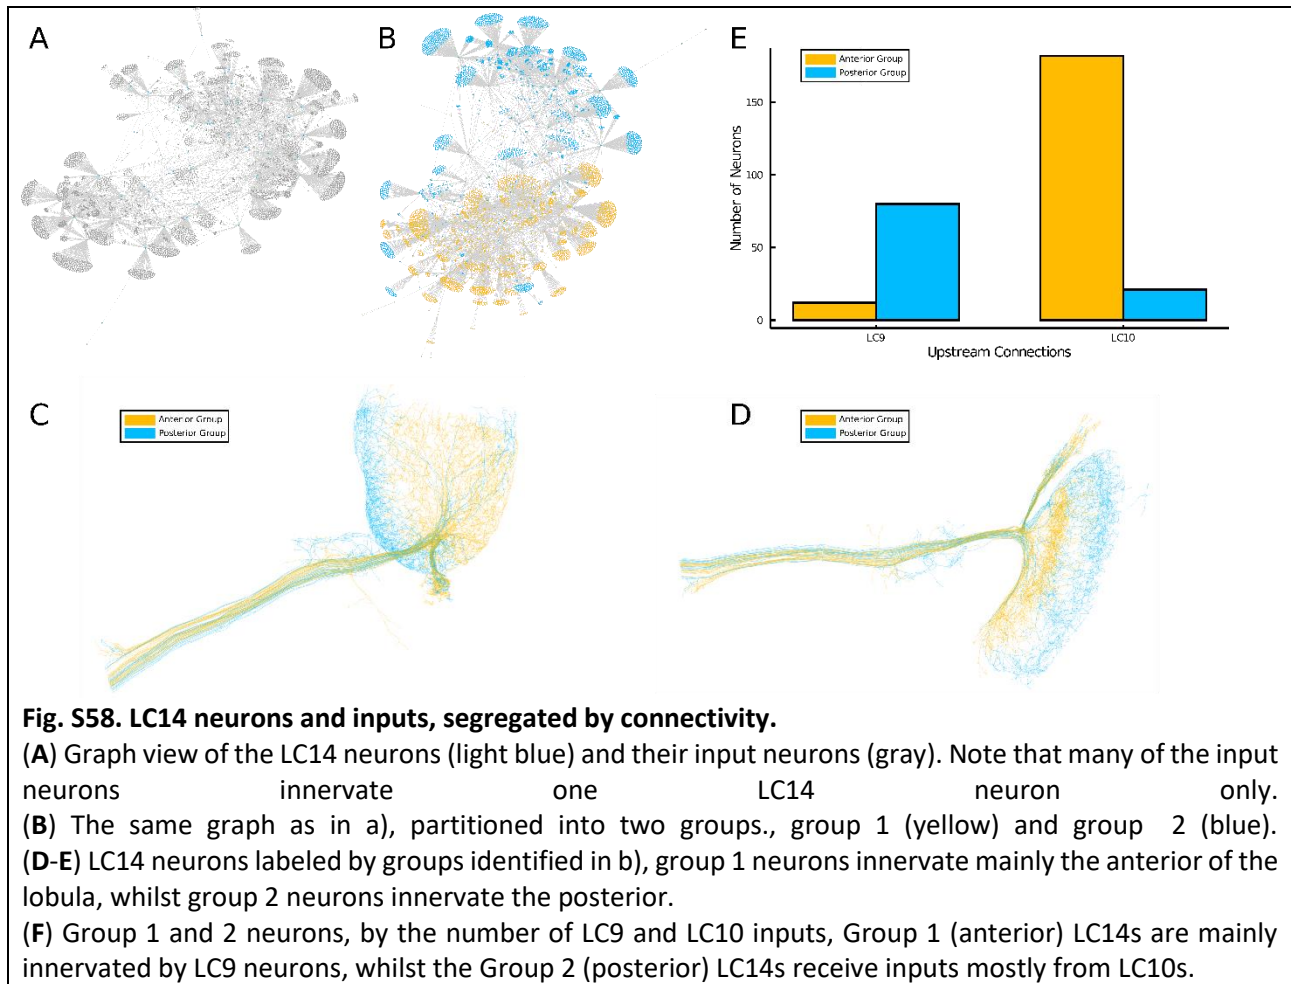 A
B
E
Anterior Group
Posterior Group
150
100
50
0
Number of Neurons
LC9
LC10
Upstream Connections
C
Anterior Group
Posterior Group
D
Anterior Group
Posterior Group
Fig. S58. LC14 neurons and inputs, segregated by connectivity.
(A) Graph view of the LC14 neurons (light blue) and their input neurons (gray). Note that many of the input
neurons innervate one LC14 neuron only.
(B) The same graph as in a), partitioned into two groups., group 1 (yellow) and group 2 (blue).
(D-E) LC14 neurons labeled by groups identified in b), group 1 neurons innervate mainly the anterior of the
lobula, whilst group 2 neurons innervate the posterior.
(F) Group 1 and 2 neurons, by the number of LC9 and LC10 inputs, Group 1 (anterior) LC14s are mainly
innervated by LC9 neurons, whilst the Group 2 (posterior) LC14s receive inputs mostly from LC10s.